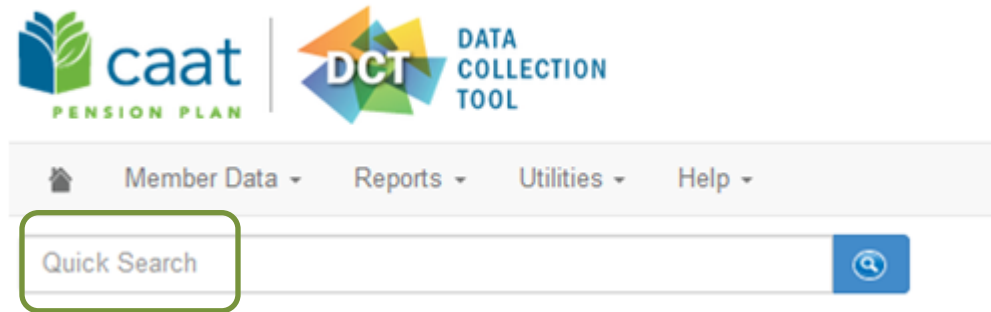 caat
PENSION PLAN
DCT
DATA
COLLECTION
TOOL
Member Data Reports Utilities Help
Quick Search